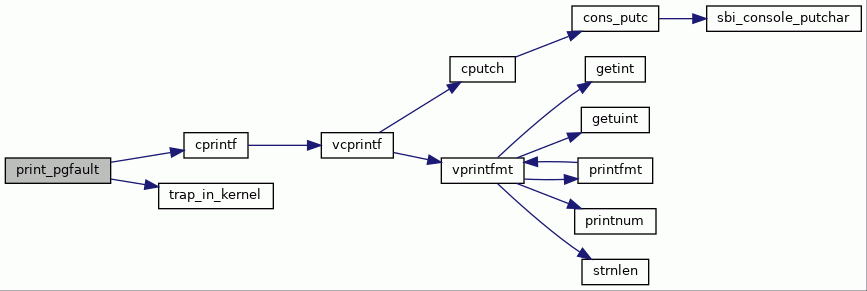 cons_putc
sbi_console_putchar
cputch
getint
getuint
cprintf
vcprintf
print_pgfault
vprintfmt
printfmt
trap_in_kernel
printnum
strnlen